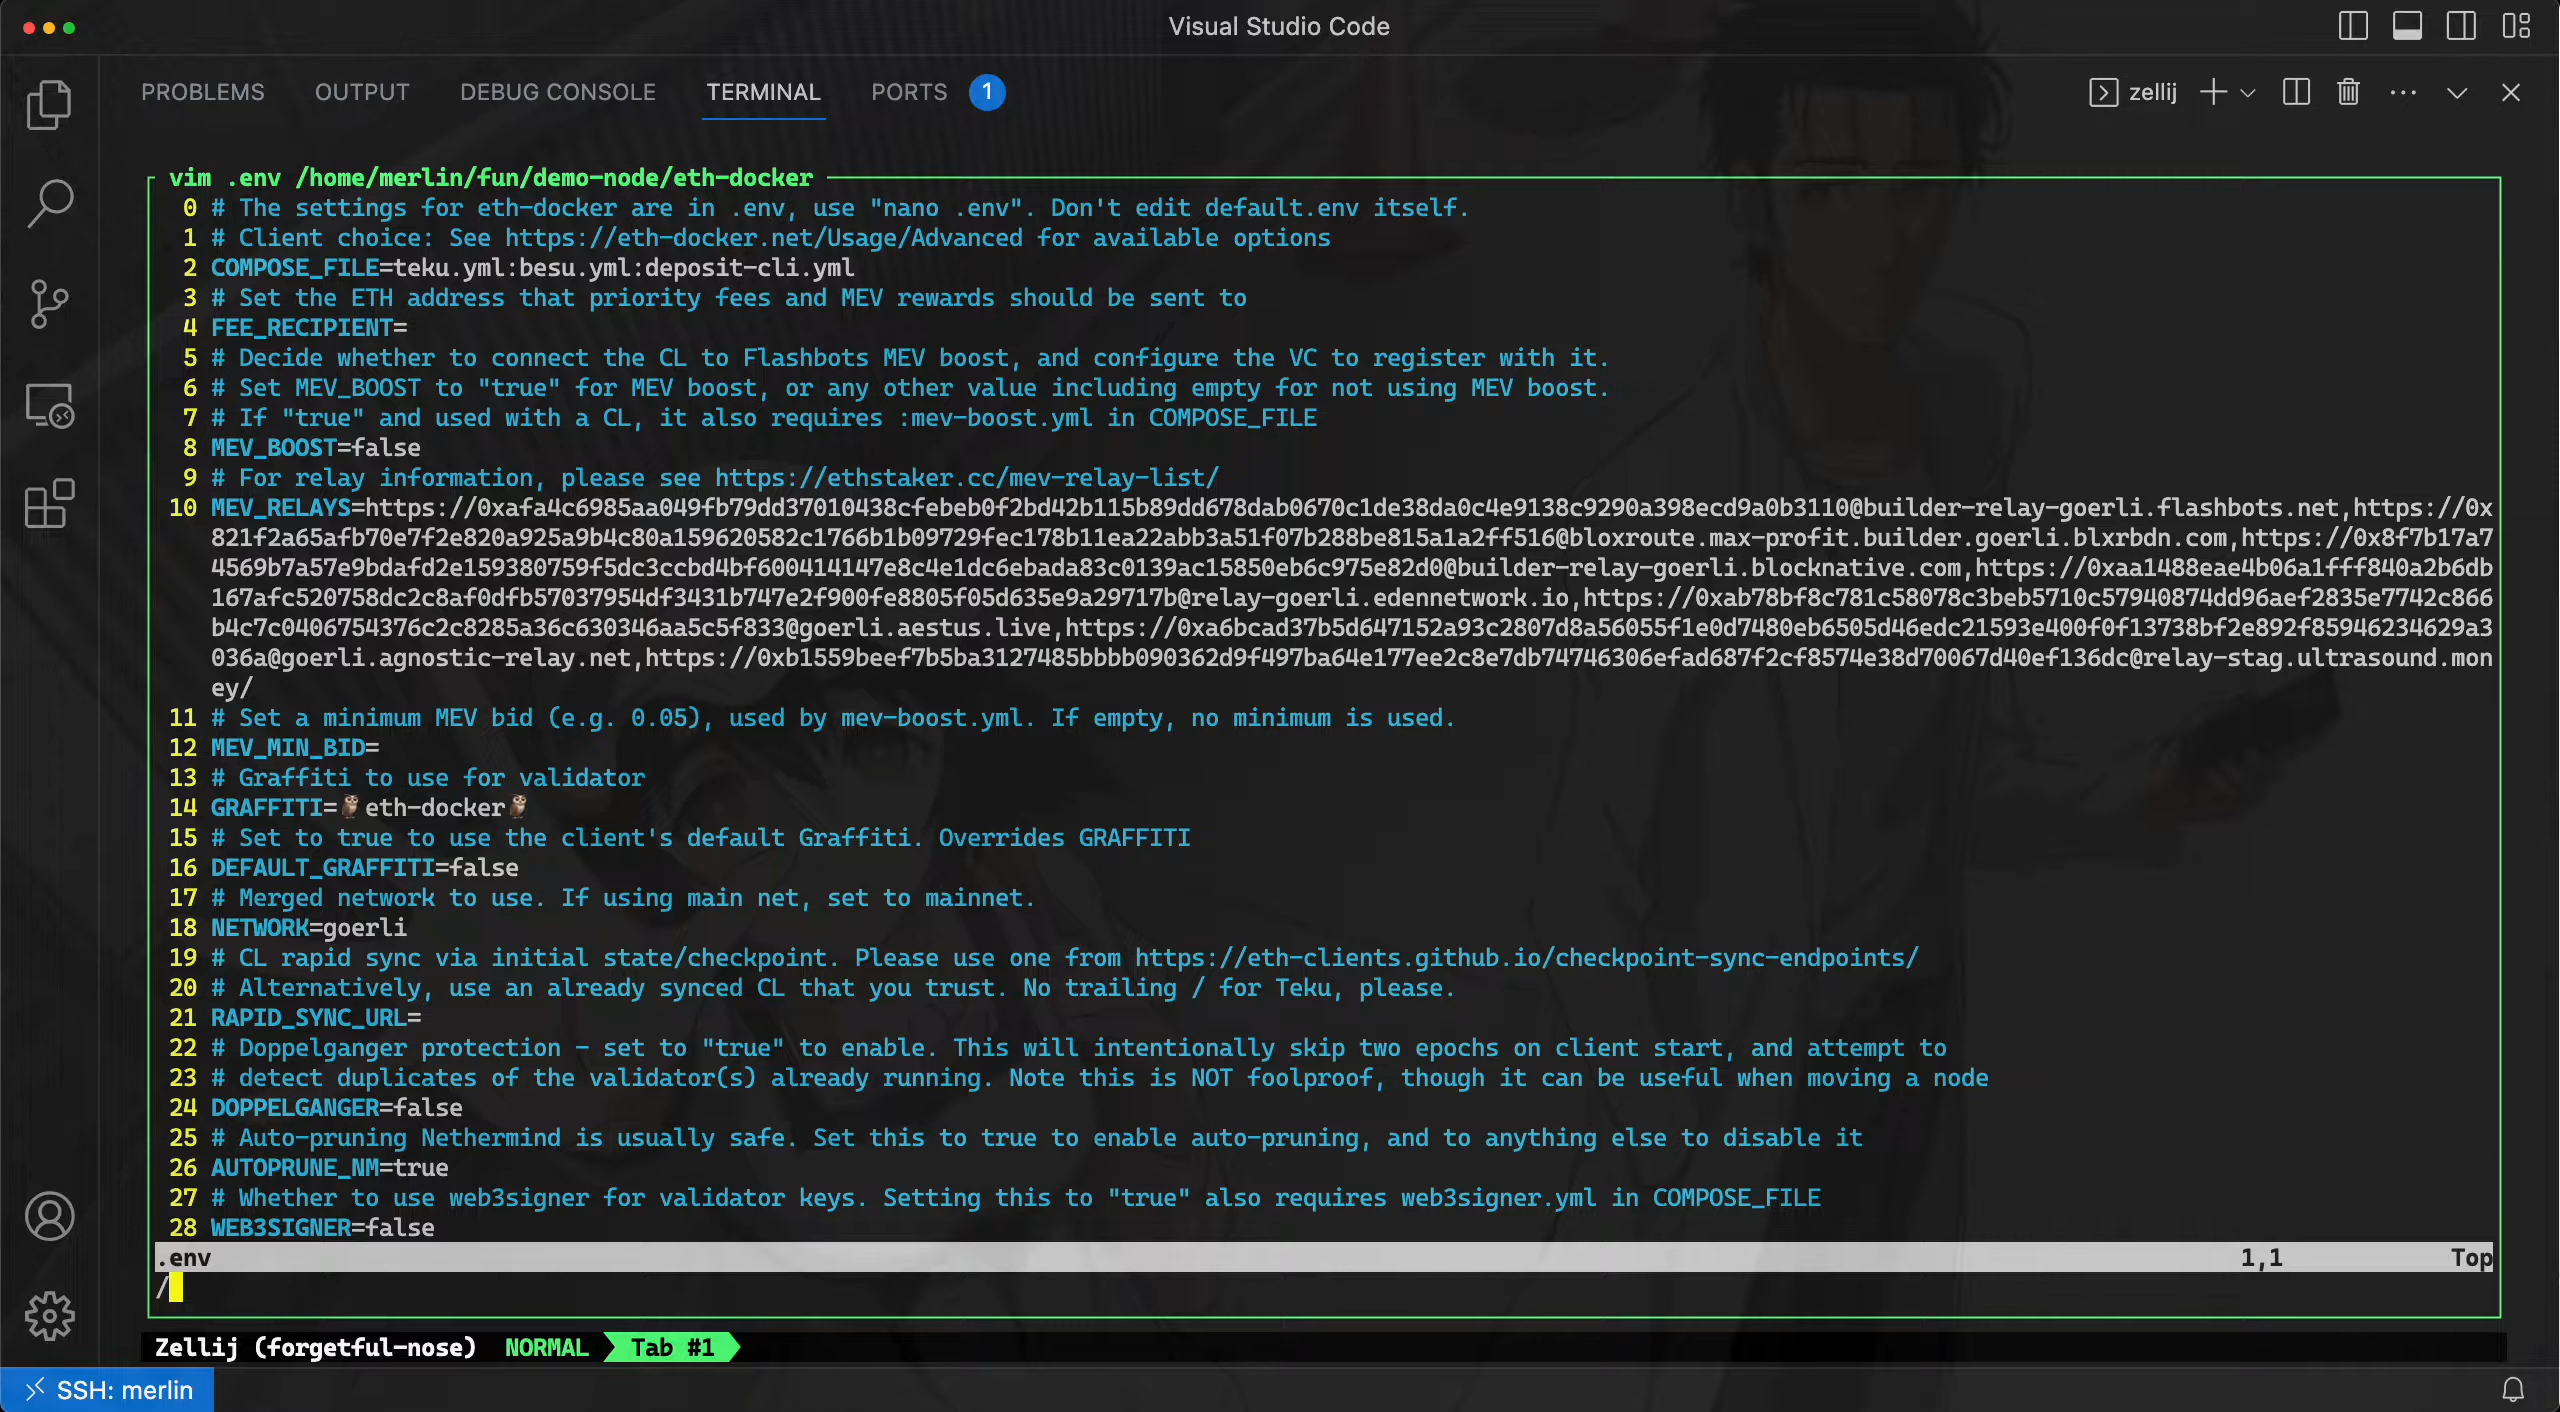 Visual Studio Code
PROBLEMS OUTPUT DEBUG CONSOLE TERMINAL PORTS 1 zellij
vim .env /home/merlin/fun/demo-node/eth-docker
0 # The settings for eth-docker are in .env, use "nano .env". Don't edit default.env itself.
1 # Client choice: See https://eth-docker.net/Usage/Advanced for available options
2 COMPOSE_FILE=teku.yml:besu.yml:deposit-cli.yml
3 # Set the ETH address that priority fees and MEV rewards should be sent to
4 FEE_RECIPIENT=
5 # Decide whether to connect the CL to Flashbots MEV boost, and configure the VC to register with it.
6 # Set MEV_BOOST to "true" for MEV boost, or any other value including empty for not using MEV boost.
7 # If "true" and used with a CL, it also requires :mev-boost.yml in COMPOSE_FILE
8 MEV_BOOST=false
9 # For relay information, please see https://ethstaker.cc/mev-relay-list/
10 MEV_RELAYS=https://0xafa4c6985aa049fb79dd37010438cfebeb0f2bd42b115b89dd678dab0670c1de38da0c4e9138c9290a398ecd9a0b3110@builder-relay-goerli.flashbots.net,https://0x
821f2a65afb70e7f2e820a925a9b4c80a159620582c1766b1b09729fec178b11ea22abb3a51f07b288be815a1a2ff516@bloxroute.max-profit.builder.goerli.blxrbdn.com,https://0x8f7b17a7
4569b7a57e9bdafd2e159380759f5dc3ccbd4bf600414147e8c4e1dc6ebada83c0139ac15850eb6c975e82d0@builder-relay-goerli.blocknative.com,https://0xaa1488eae4b06a1fff840a2b6db
167afc520758dc2c8af0dfb57037954df3431b747e2f900fe8805f05d635e9a29717b@relay-goerli.edennetwork.io,https://0xab78bf8c781c58078c3beb5710c57940874dd96aef2835e7742c866
b4c7c0406754376c2c8285a36c630346aa5c5f833@goerli.aestus.live,https://0xa6bcad37b5d647152a93c2807d8a56055f1e0d7480eb6505d46edc21593e400f0f13738bf2e892f85946234629a3
036a@goerli.agnostic-relay.net,https://0xb1559beef7b5ba3127485bbbb090362d9f497ba64e177ee2c8e7db74746306efad687f2cf8574e38d70067d40ef136dc@relay-stag.ultrasound.mon
ey/
11 # Set a minimum MEV bid (e.g. 0.05), used by mev-boost.yml. If empty, no minimum is used.
12 MEV_MIN_BID=
13 # Graffiti to use for validator
14 GRAFFITI=🦉eth-docker🦉
15 # Set to true to use the client's default Graffiti. Overrides GRAFFITI
16 DEFAULT_GRAFFITI=false
17 # Merged network to use. If using main net, set to mainnet.
18 NETWORK=goerli
19 # CL rapid sync via initial state/checkpoint. Please use one from https://eth-clients.github.io/checkpoint-sync-endpoints/
20 # Alternatively, use an already synced CL that you trust. No trailing / for Teku, please.
21 RAPID_SYNC_URL=
22 # Doppelganger protection - set to "true" to enable. This will intentionally skip two epochs on client start, and attempt to
23 # detect duplicates of the validator(s) already running. Note this is NOT foolproof, though it can be useful when moving a node
24 DOPPELGANGER=false
25 # Auto-pruning Nethermind is usually safe. Set this to true to enable auto-pruning, and to anything else to disable it
26 AUTOPRUNE_NM=true
27 # Whether to use web3signer for validator keys. Setting this to "true" also requires web3signer.yml in COMPOSE_FILE
28 WEB3SIGNER=false
.env 1,1 Top
/
Zellij (forgetful-nose) NORMAL Tab #1
SSH: merlin